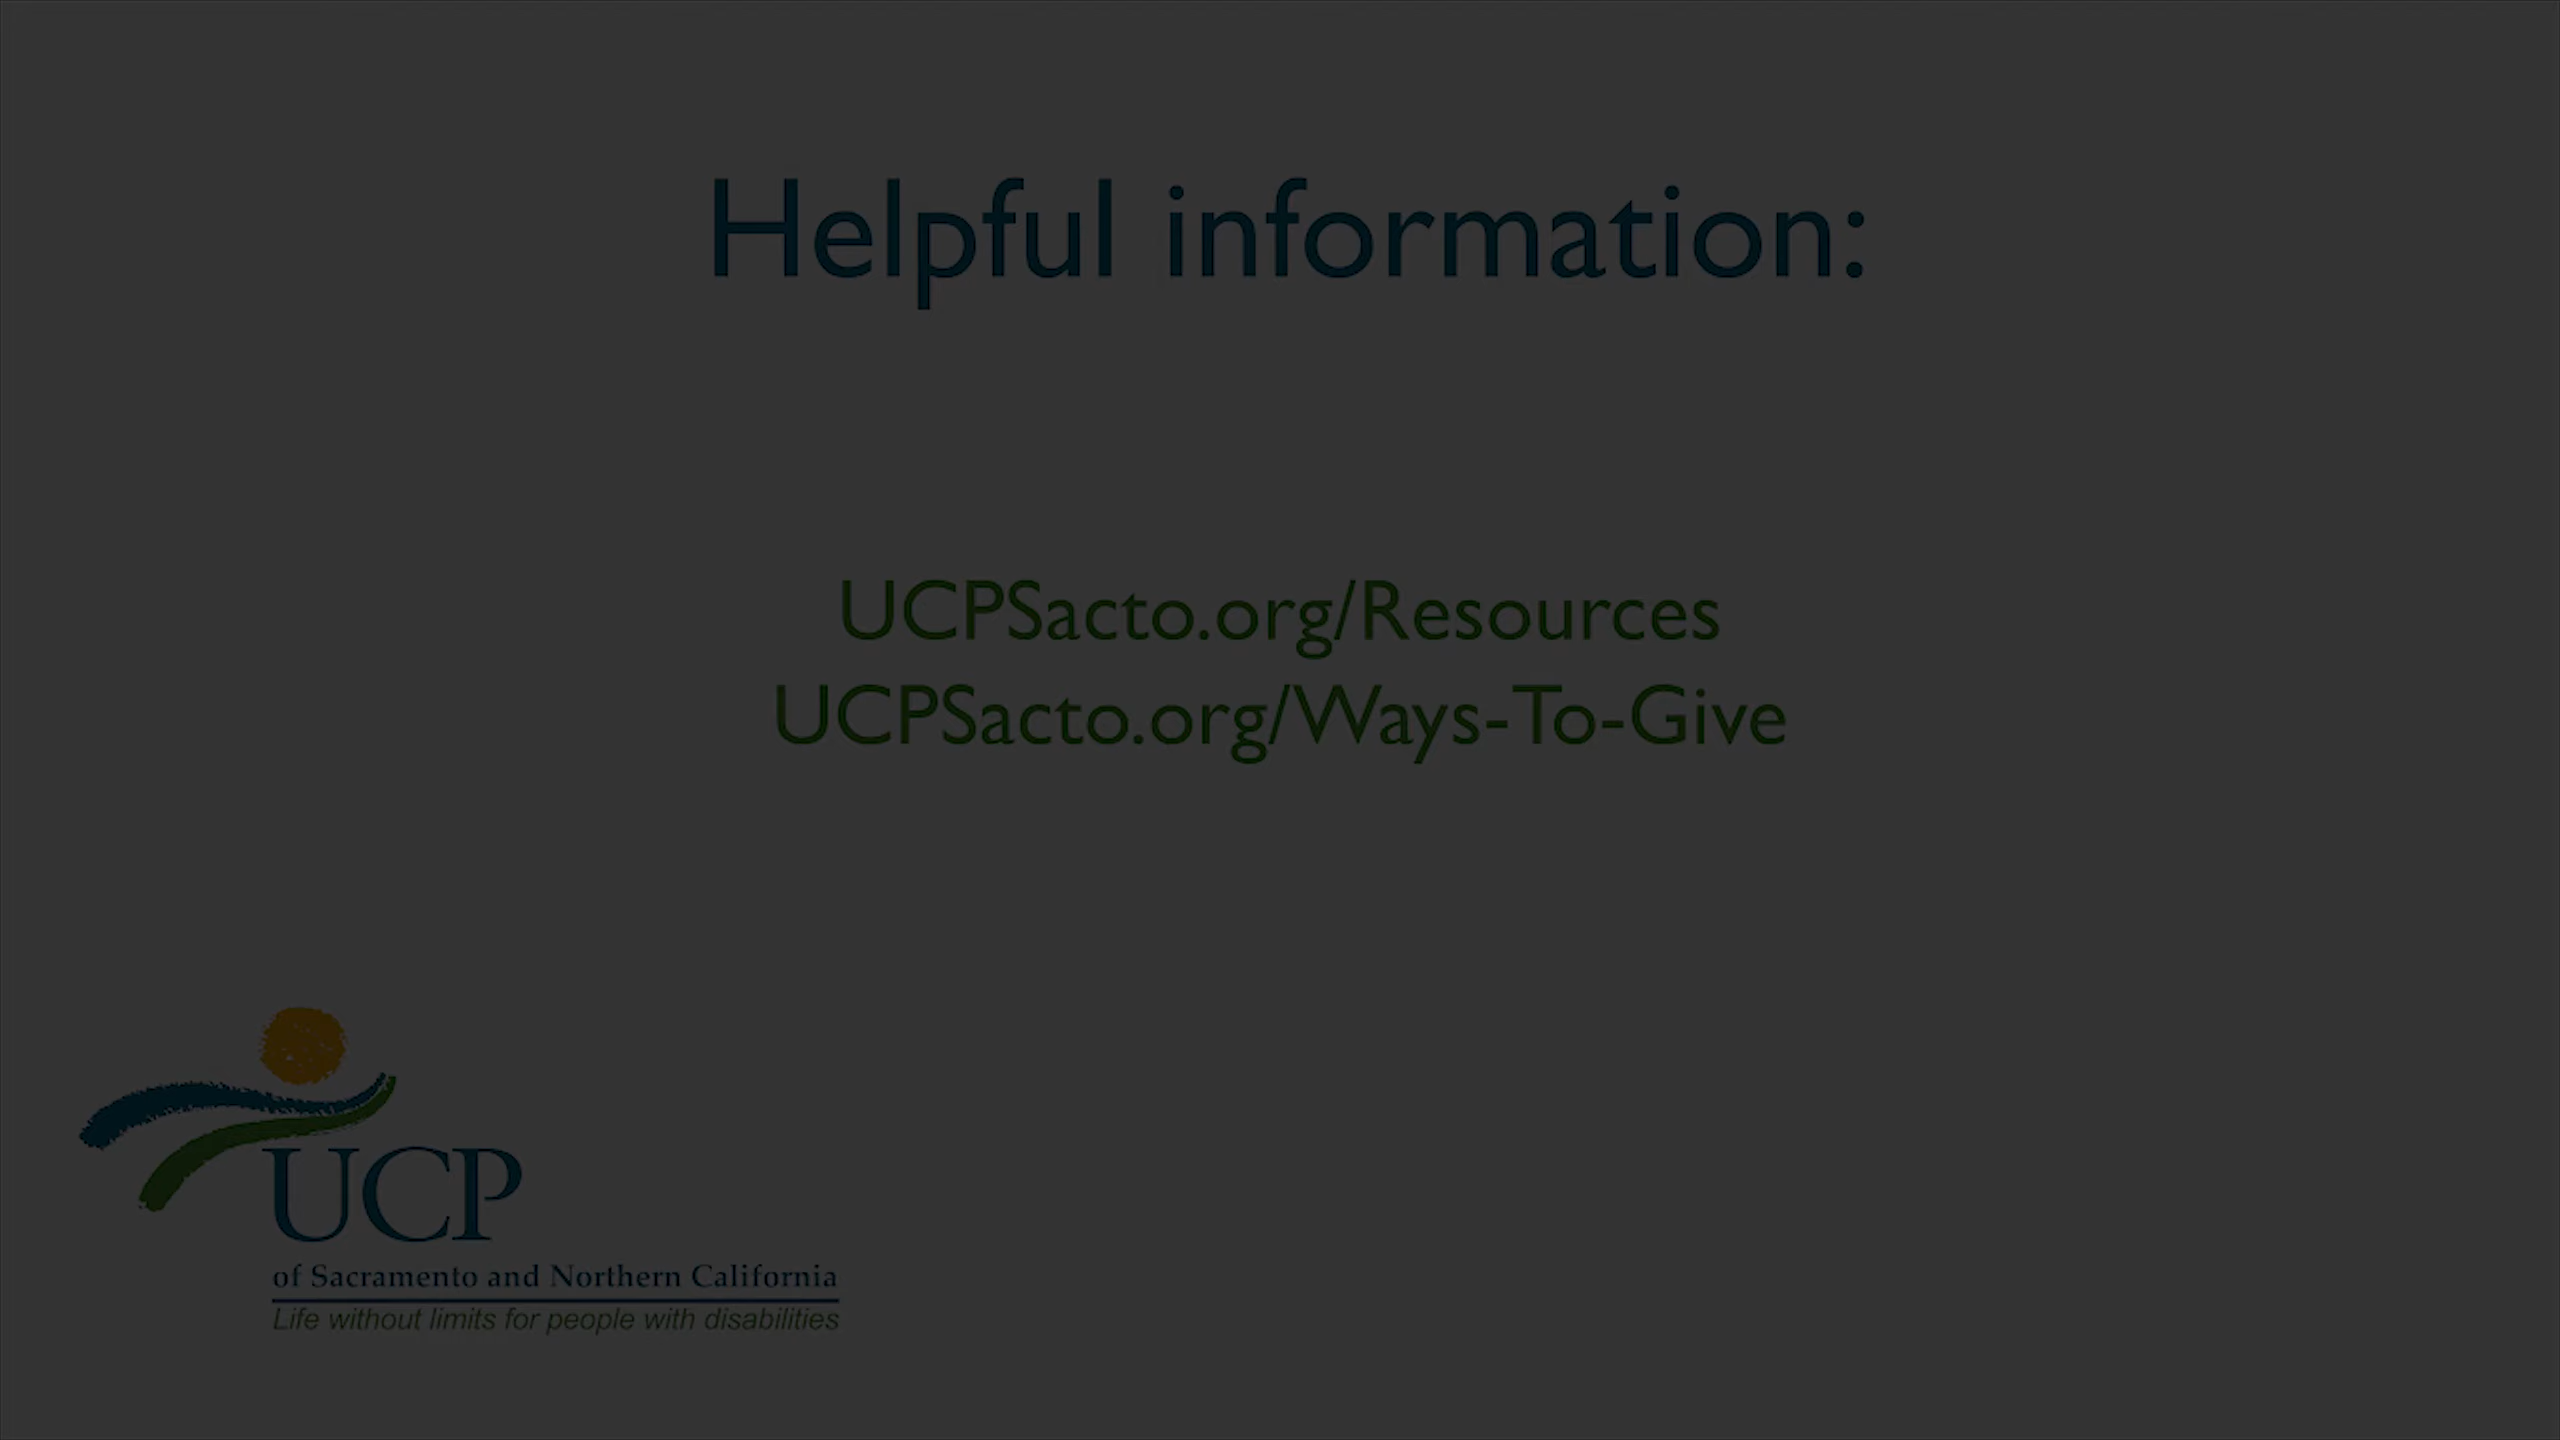 Helpful information:
UCPSacto.org/Resources
UCPSacto.org/Ways-To-Give
UCP
of Sacramento and Northern California
Life without limits for people with disabilities